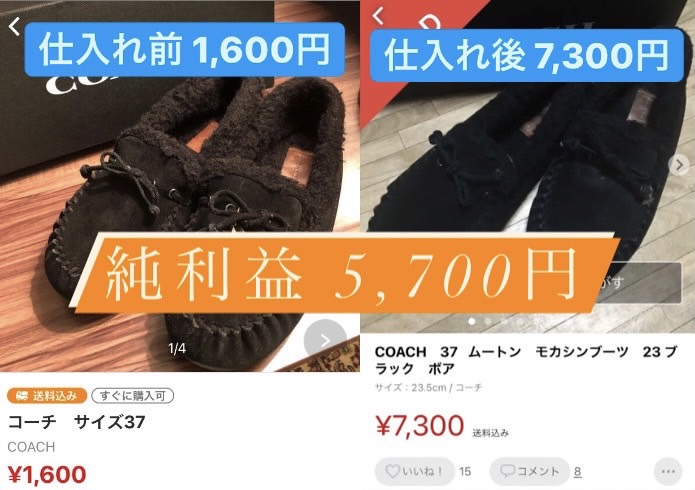 仕入れ前 1,600円
仕入れ後 7,300円
純利益 5,700円
1/4
送料込み
すぐに購入可
コーチ サイズ37
COACH
¥1,600
COACH 37 ムートン モカシンブーツ 23 ブ
ラック ボア
サイズ：23.5cm / コーチ
¥7,300 送料込み
いいね！ 15
コメント 8